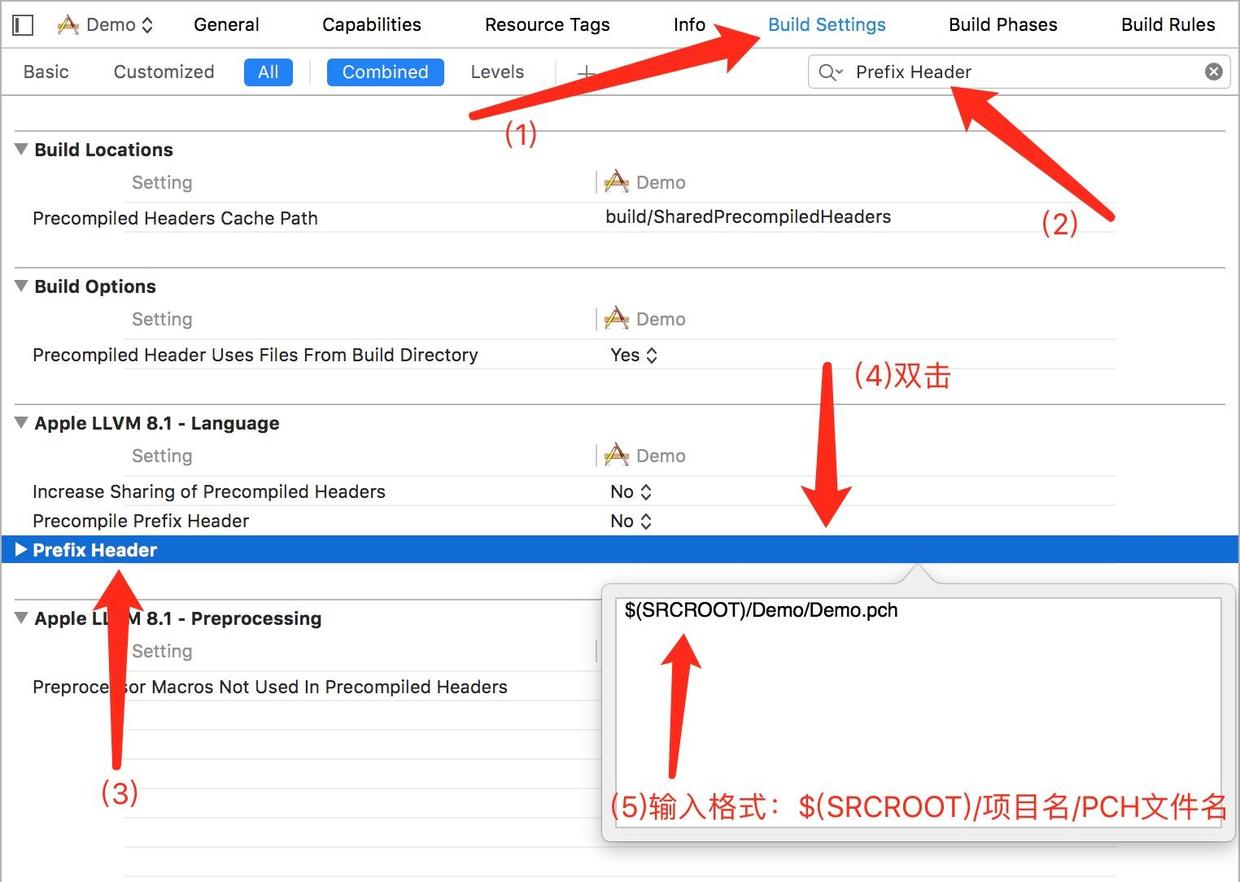 Demo General Capabilities Resource Tags Info Build Settings Build Phases Build Rules
Basic Customized All Combined Levels + Prefix Header
(1)
(2)
Build Locations
Setting Demo
Precompiled Headers Cache Path build/SharedPrecompiledHeaders
Build Options
Setting Demo
Precompiled Header Uses Files From Build Directory Yes
(4)双击
Apple LLVM 8.1 - Language
Setting Demo
Increase Sharing of Precompiled Headers No
Precompile Prefix Header No
Prefix Header
$(SRCROOT)/Demo/Demo.pch
Apple LLVM 8.1 - Preprocessing
Setting
Preprocessor Macros Not Used In Precompiled Headers
(3)
(5)输入格式：$(SRCROOT)/项目名/PCH文件名